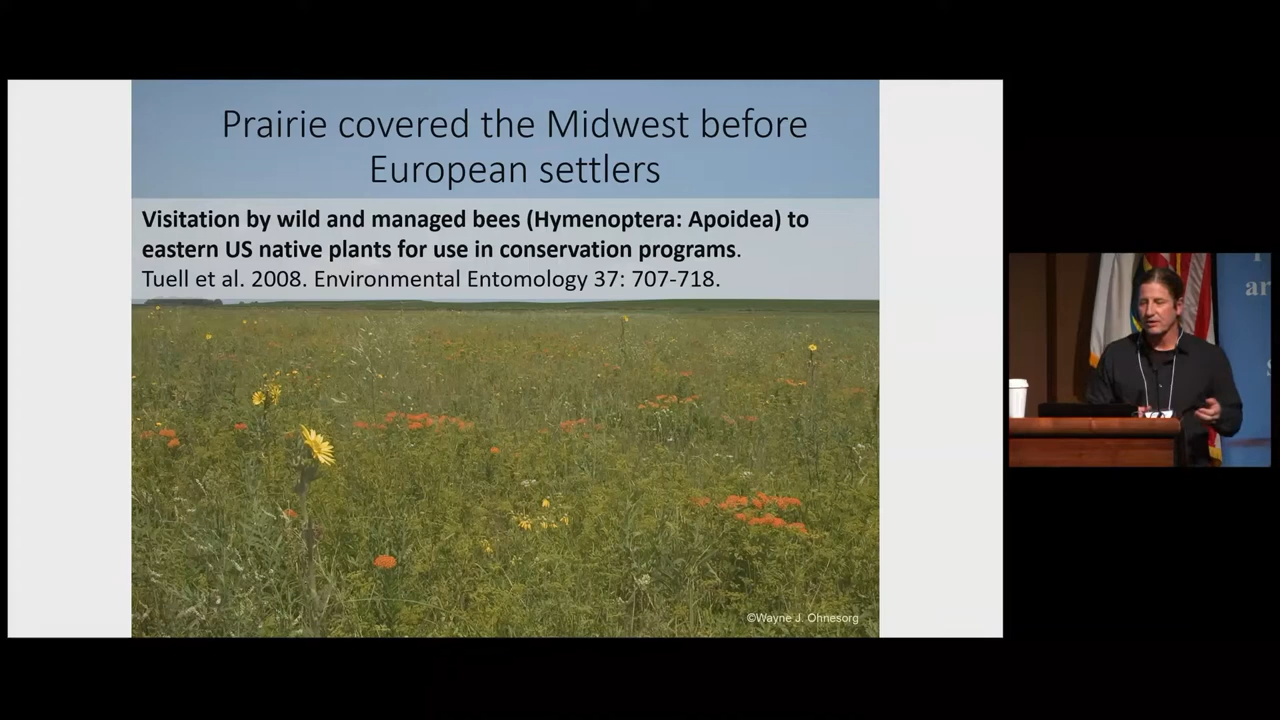 Prairie covered the Midwest before
European settlers
Visitation by wild and managed bees (Hymenoptera: Apoidea) to
eastern US native plants for use in conservation programs.
Tuell et al. 2008. Environmental Entomology 37: 707-718.
©Wayne J. Ohnesorg